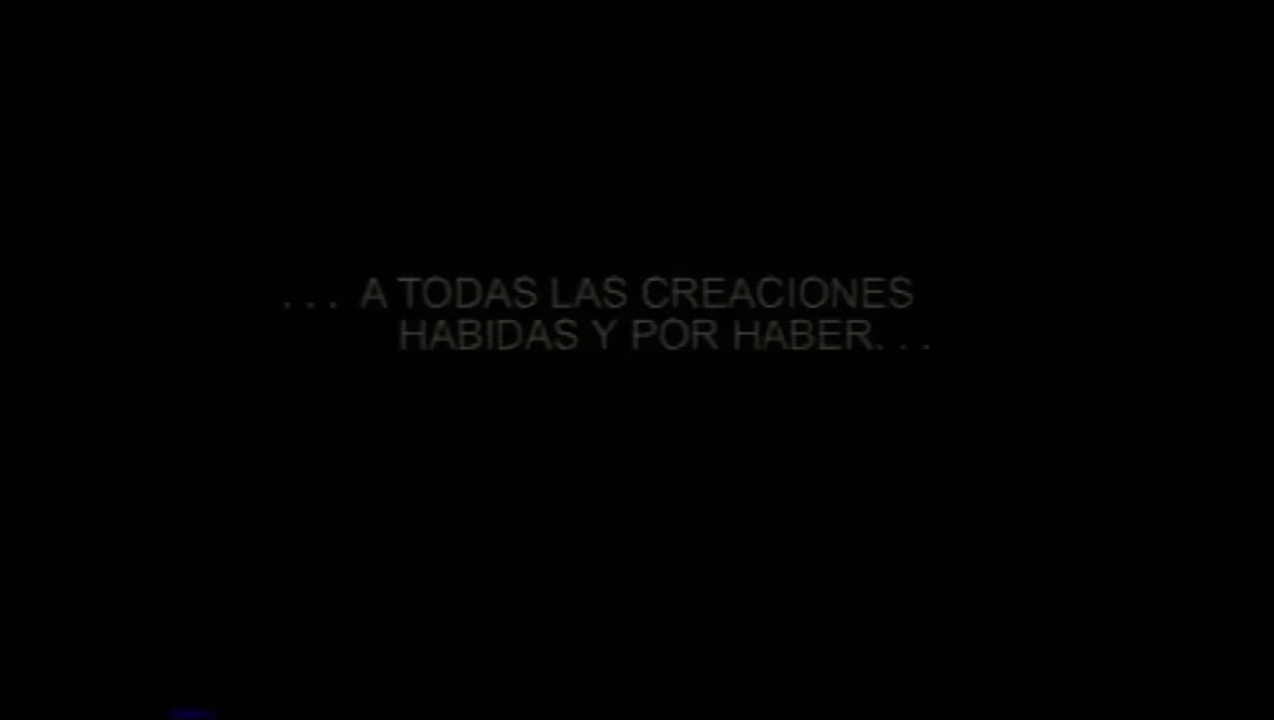 . . . A TODAS LAS CREACIONES
HABIDAS Y POR HABER. . .